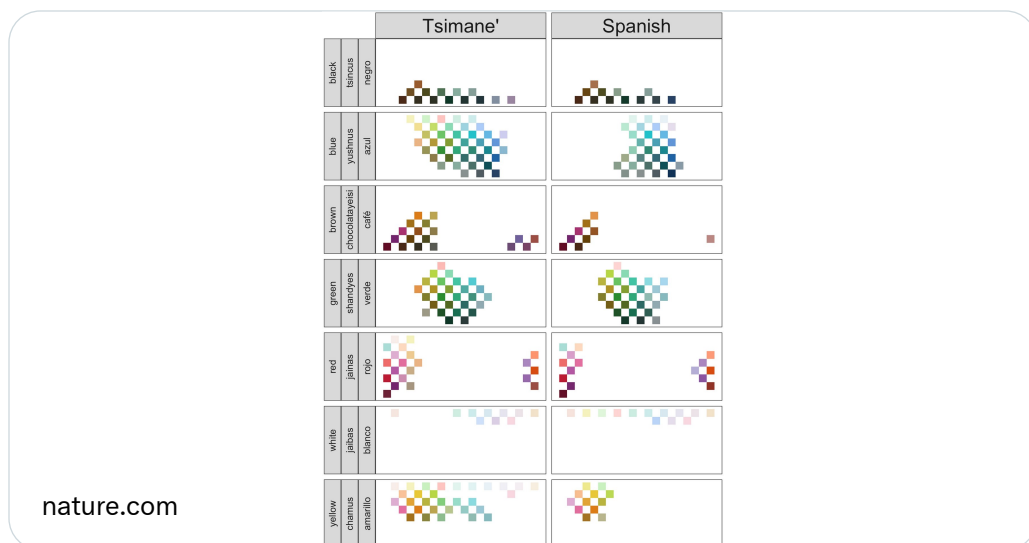 Tsimane' Spanish
black tsincus negro
blue yushnus azul
brown chocolatayeisi café
green shandyes verde
red jainas rojo
white jaibas blanco
yellow chamus amarillo
nature.com